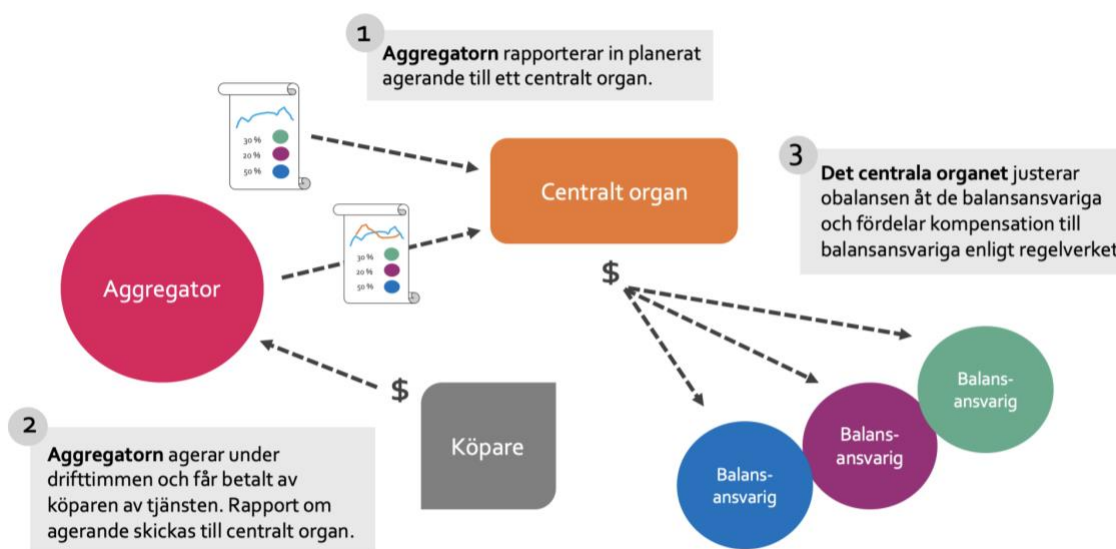 1
Aggregatorn rapporterar in planerat
agerande till ett centralt organ.
30 %
20 %
50 %
Centralt organ
3
Det centrala organet justerar
obalansen åt de balansansvariga
och fördelar kompensation till
balansansvariga enligt regelverket
Aggregator
30 %
20 %
50 %
$
$
Köpare
Balans-
ansvarig
Balans-
ansvarig
Balans-
ansvarig
2
Aggregatorn agerar under
drifttimmen och får betalt av
köparen av tjänsten. Rapport om
agerande skickas till centralt organ.